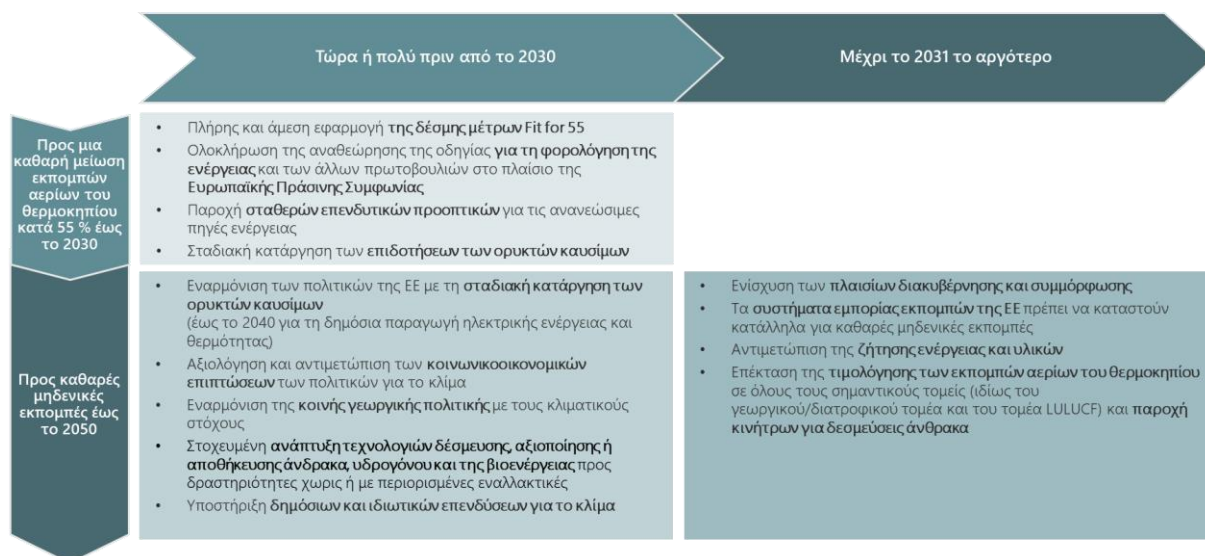 Τώρα ή πολύ πριν από το 2030
Μέχρι το 2031 το αργότερο
Προς μια
καθαρή μείωση
εκπομπών
αερίων του
θερμοκηπίου
κατά 55 % έως
το 2030
• Πλήρης και άμεση εφαρμογή της δέσμης μέτρων Fit for 55
• Ολοκλήρωση της αναθεώρησης της οδηγίας για τη φορολόγηση της
ενέργειας και των άλλων πρωτοβουλιών στο πλαίσιο της
Ευρωπαϊκής Πράσινης Συμφωνίας
• Παροχή σταθερών επενδυτικών προοπτικών για τις ανανεώσιμες
πηγές ενέργειας
• Σταδιακή κατάργηση των επιδοτήσεων των ορυκτών καυσίμων
Προς καθαρές
μηδενικές
εκπομπές έως
το 2050
• Εναρμόνιση των πολιτικών της ΕΕ με τη σταδιακή κατάργηση των
ορυκτών καυσίμων
(έως το 2040 για τη δημόσια παραγωγή ηλεκτρικής ενέργειας και
θερμότητας)
• Αξιολόγηση και αντιμετώπιση των κοινωνικοοικονομικών
επιπτώσεων των πολιτικών για το κλίμα
• Εναρμόνιση της κοινής γεωργικής πολιτικής με τους κλιματικούς
στόχους
• Στοχευμένη ανάπτυξη τεχνολογιών δέσμευσης, αξιοποίησης ή
αποθήκευσης άνδρακα, υδρογόνου και της βιοενέργειας προς
δραστηριότητες χωρίς ή με περιορισμένες εναλλακτικές
• Υποστήριξη δημόσιων και ιδιωτικών επενδύσεων για το κλίμα
• Ενίσχυση των πλαισίων διακυβέρνησης και συμμόρφωσης
• Τα συστήματα εμπορίας εκπομπών της ΕΕ πρέπει να καταστούν
κατάλληλα για καθαρές μηδενικές εκπομπές
• Αντιμετώπιση της ζήτησης ενέργειας και υλικών
• Επέκταση της τιμολόγησης των εκπομπών αερίων του θερμοκηπίου
σε όλους τους σημαντικούς τομείς (ιδίως του
γεωργικού/διατροφικού τομέα και του τομέα LULUCF) και παροχή
κινήτρων για δεσμεύσεις άνθρακα